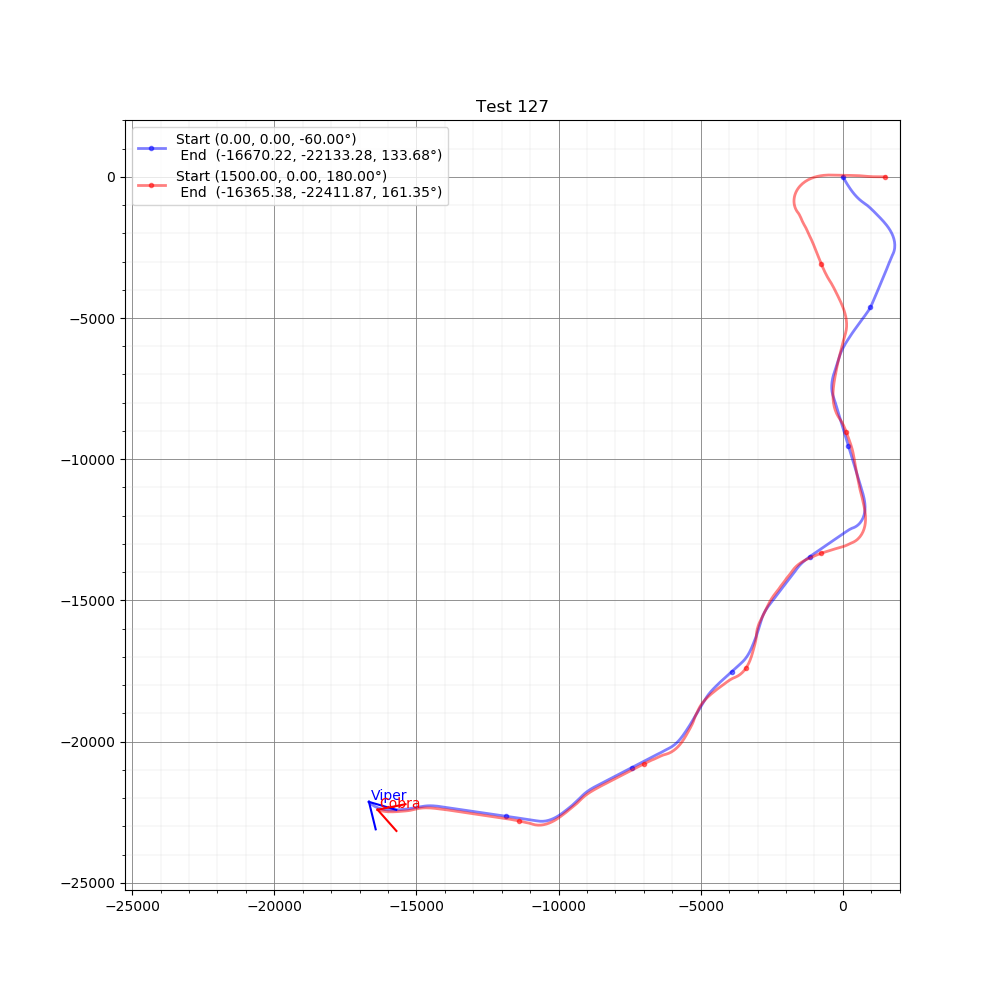 Test 127
Start (0.00, 0.00, -60.00°)
End  (-16670.22, -22133.28, 133.68°)
Start (1500.00, 0.00, 180.00°)
End  (-16365.38, -22411.87, 161.35°)
0
−5000
−10000
−15000
−20000
−25000
Viper
Cobra
−25000
−20000
−15000
−10000
−5000
0